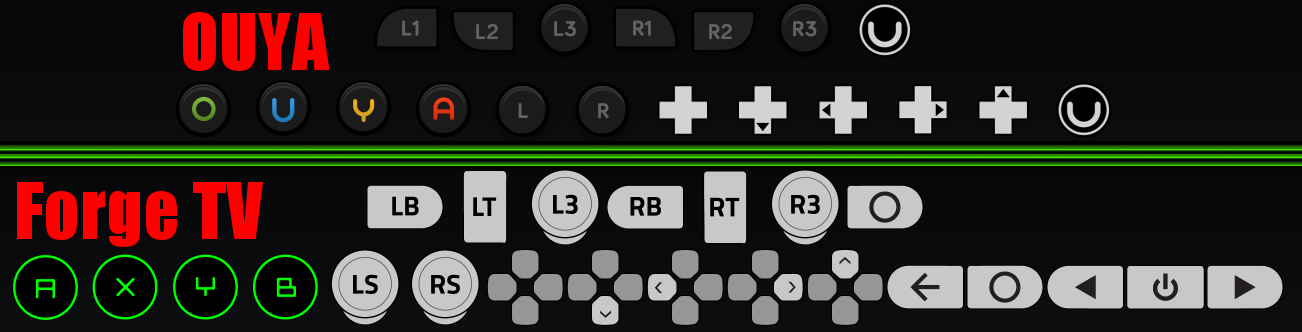 OUYA
L1 L2 L3 R1 R2 R3 U
O U Y A L R U
Forge TV
LB LT L3 RB RT R3
A X Y B LS RS